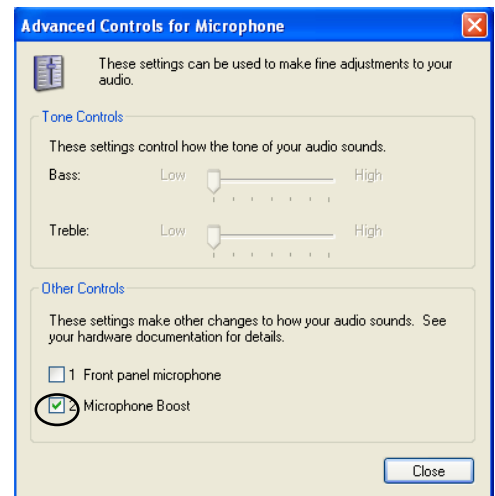 Advanced Controls for Microphone
These settings can be used to make fine adjustments to your
audio.
Tone Controls
These settings control how the tone of your audio sounds.
Bass: Low High
Treble: Low High
Other Controls
These settings make other changes to how your audio sounds. See
your hardware documentation for details.
1 Front panel microphone
2 Microphone Boost
Close